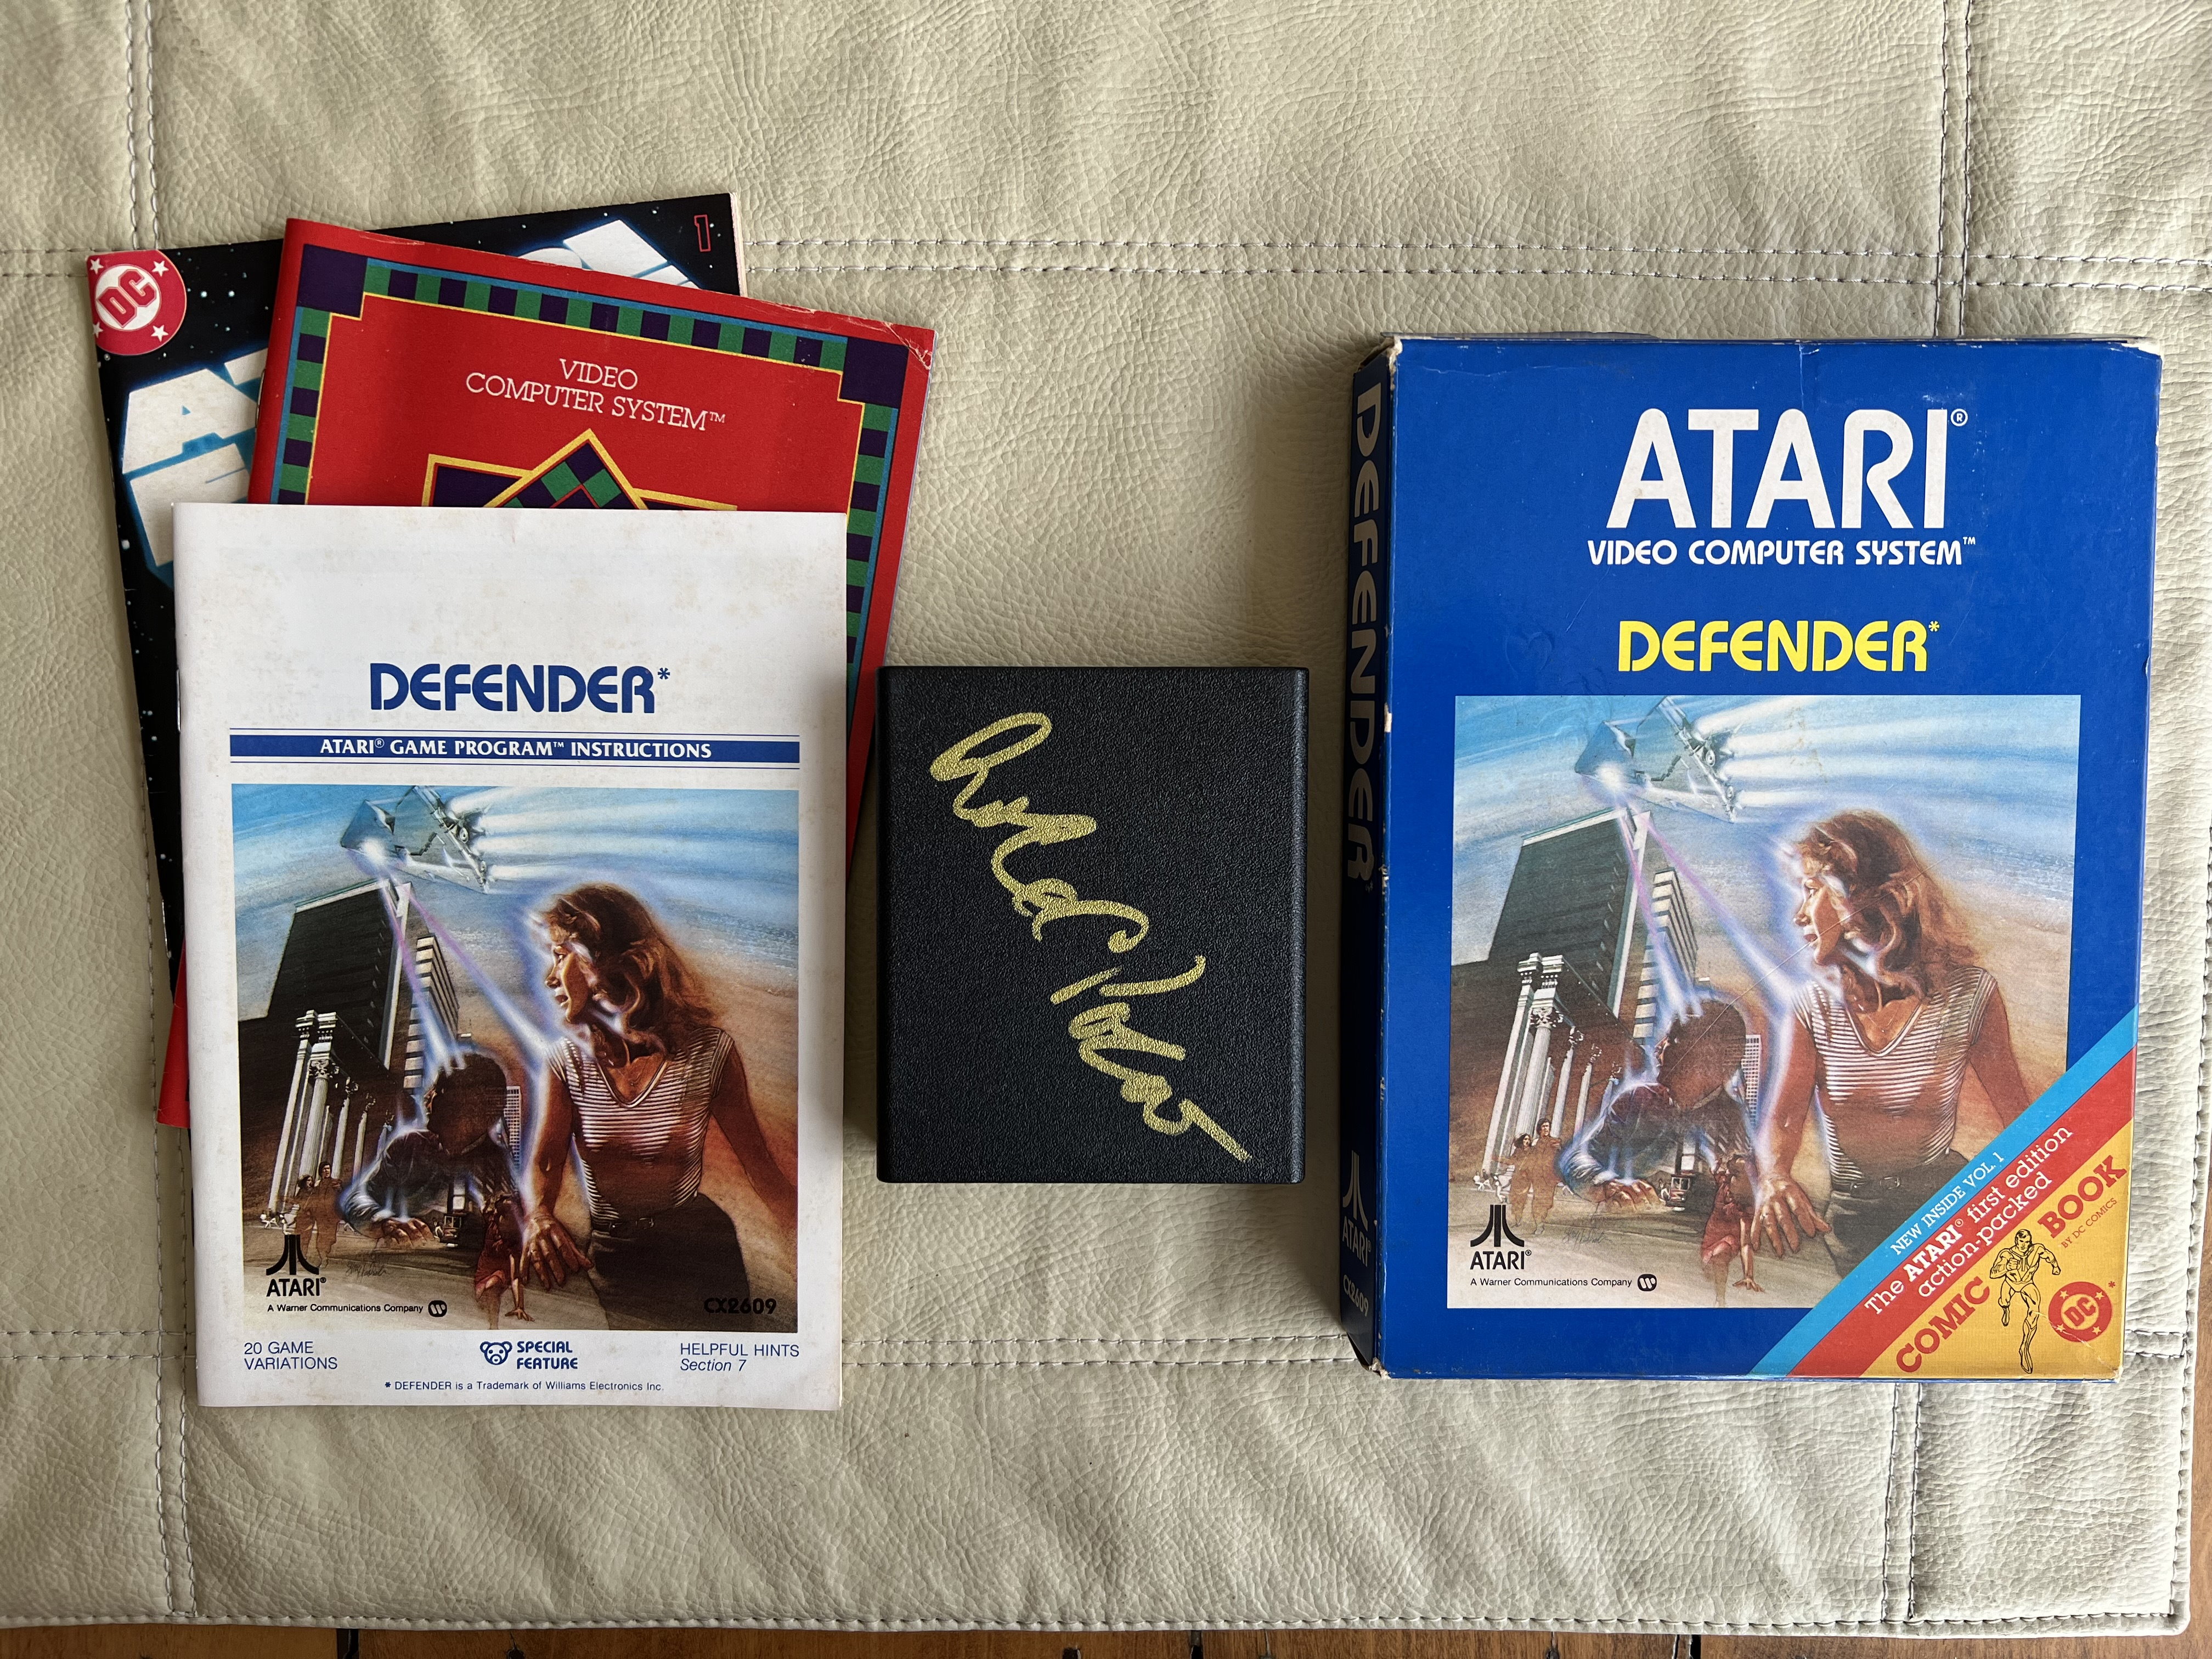 DC
1
VIDEO
COMPUTER SYSTEM™
DEFENDER*
ATARI® GAME PROGRAM™ INSTRUCTIONS
ATARI®
A Warner Communications Company
CX2609
20 GAME
VARIATIONS
SPECIAL
FEATURE
HELPFUL HINTS
Section 7
* DEFENDER is a Trademark of Williams Electronics Inc.
DEFENDER
ATARI
CX2609
ATARI®
VIDEO COMPUTER SYSTEM™
DEFENDER*
ATARI®
A Warner Communications Company
NEW INSIDE VOL. 1
The ATARI® first edition
action-packed
COMIC BOOK
BY DC COMICS
DC*